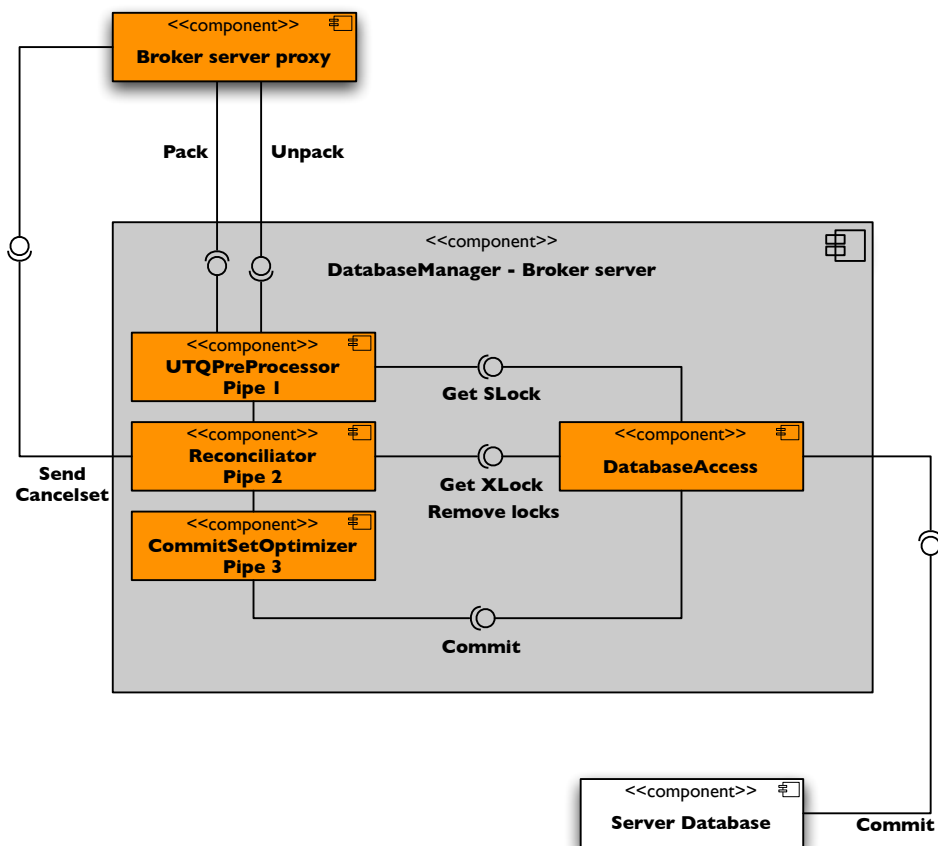 <<component>>
Broker server proxy
Pack
Unpack
<<component>>
DatabaseManager - Broker server
<<component>>
UTQPreProcessor
Pipe 1
Get SLock
<<component>>
Reconciliator
Pipe 2
Send
Cancelset
Get XLock
Remove locks
<<component>>
DatabaseAccess
<<component>>
CommitSetOptimizer
Pipe 3
Commit
<<component>>
Server Database
Commit